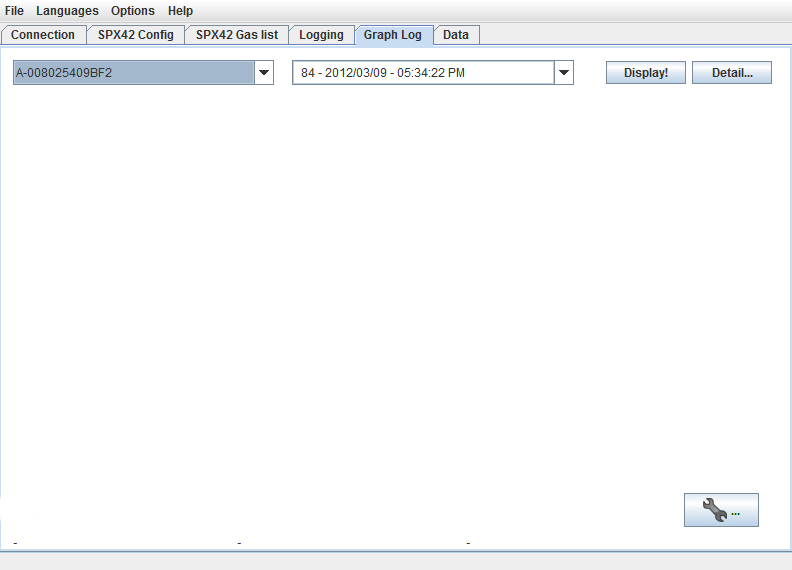 File Languages Options Help
Connection SPX42 Config SPX42 Gas list Logging Graph Log Data
A-008025409BF2 84 - 2012/03/09 - 05:34:22 PM Display! Detail...
...
- - -